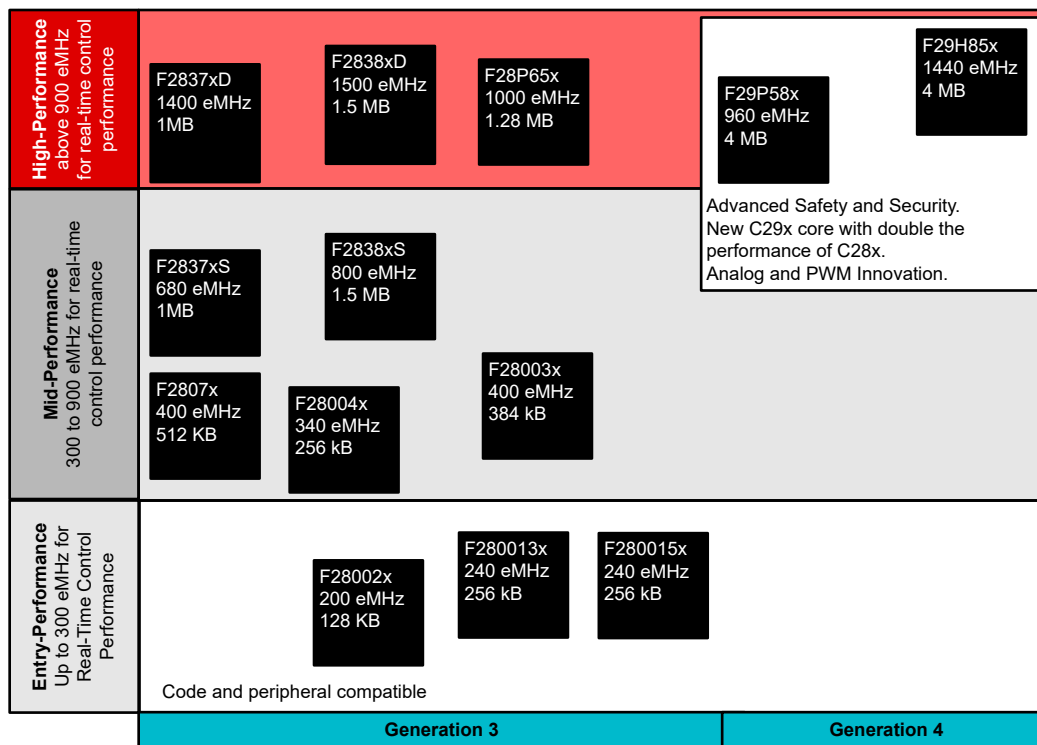 High-Performance
above 900 eMHz
for real-time control
performance
F2837xD
1400 eMHz
1MB
F2838xD
1500 eMHz
1.5 MB
F28P65x
1000 eMHz
1.28 MB
F29P58x
960 eMHz
4 MB
F29H85x
1440 eMHz
4 MB
Advanced Safety and Security.
New C29x core with double the
performance of C28x.
Analog and PWM Innovation.
Mid-Performance
300 to 900 eMHz for real-time
control performance
F2837xS
680 eMHz
1MB
F2838xS
800 eMHz
1.5 MB
F2807x
400 eMHz
512 KB
F28004x
340 eMHz
256 kB
F28003x
400 eMHz
384 kB
Entry-Performance
Up to 300 eMHz for
Real-Time Control
Performance
F28002x
200 eMHz
128 KB
F280013x
240 eMHz
256 kB
F280015x
240 eMHz
256 kB
Code and peripheral compatible
Generation 3
Generation 4